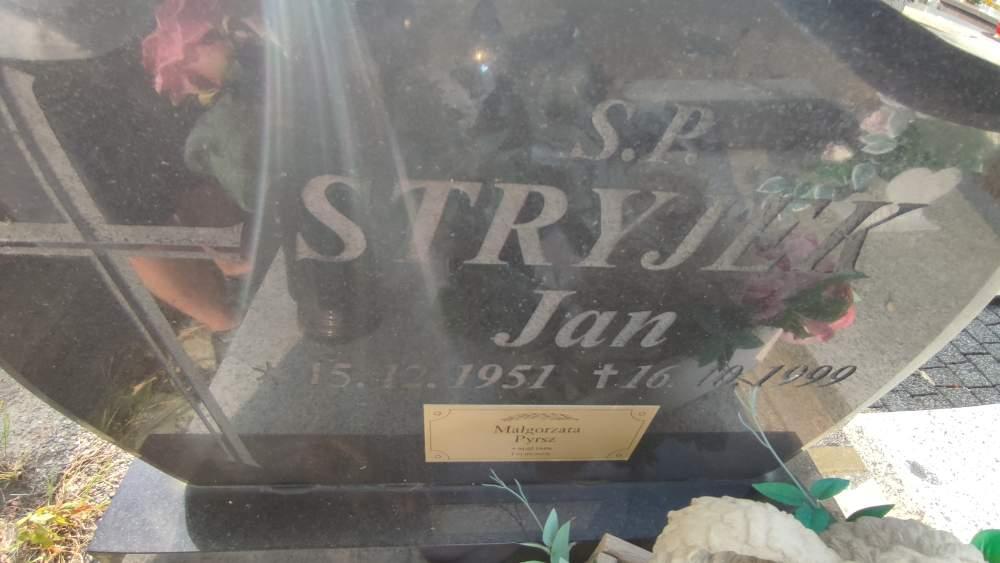 S.P.
STRYJEK
Jan
* 15. 12. 1951 † 16. 10. 1999
Małgorzata
Pyrsz